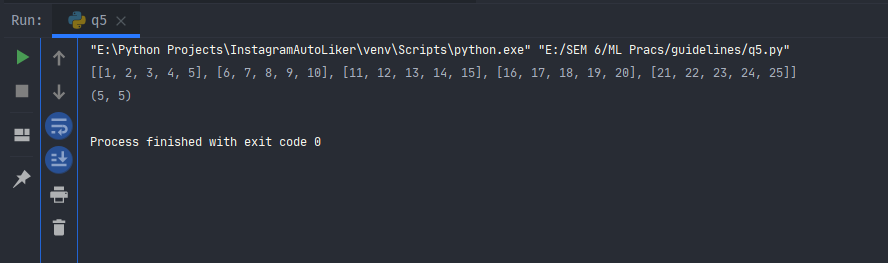 Run: q5
"E:\Python Projects\InstagramAutoLiker\venv\Scripts\python.exe" "E:/SEM 6/ML Pracs/guidelines/q5.py"
[[1, 2, 3, 4, 5], [6, 7, 8, 9, 10], [11, 12, 13, 14, 15], [16, 17, 18, 19, 20], [21, 22, 23, 24, 25]]
(5, 5)
Process finished with exit code 0